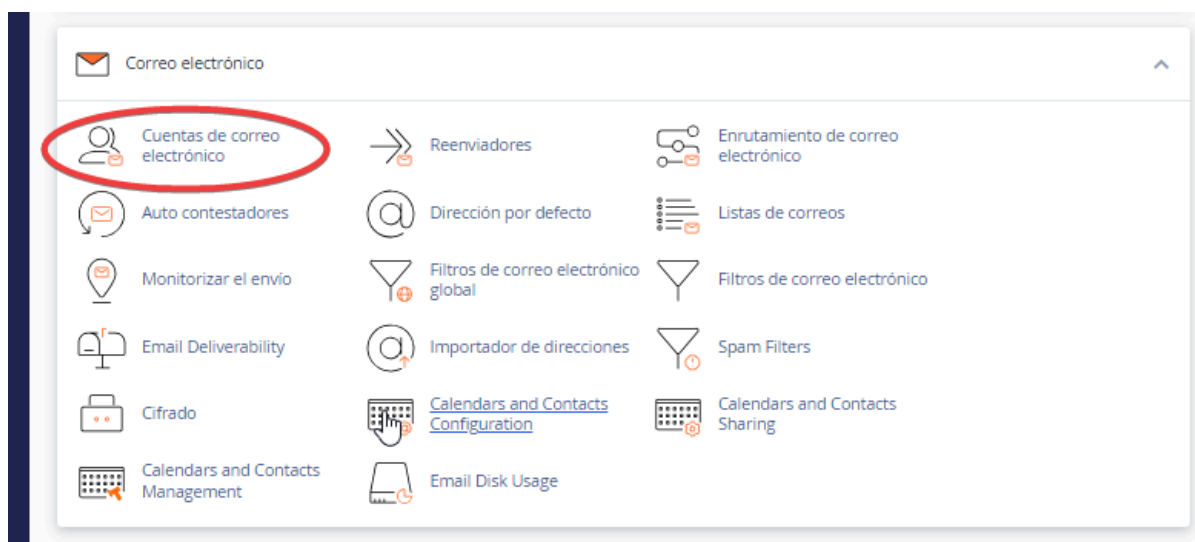 Correo electrónico
Cuentas de correo
electrónico
Reenviadores
Enrutamiento de correo
electrónico
Auto contestadores
Dirección por defecto
Listas de correos
Monitorizar el envío
Filtros de correo electrónico
global
Filtros de correo electrónico
Email Deliverability
Importador de direcciones
Spam Filters
Cifrado
Calendars and Contacts
Configuration
Calendars and Contacts
Sharing
Calendars and Contacts
Management
Email Disk Usage